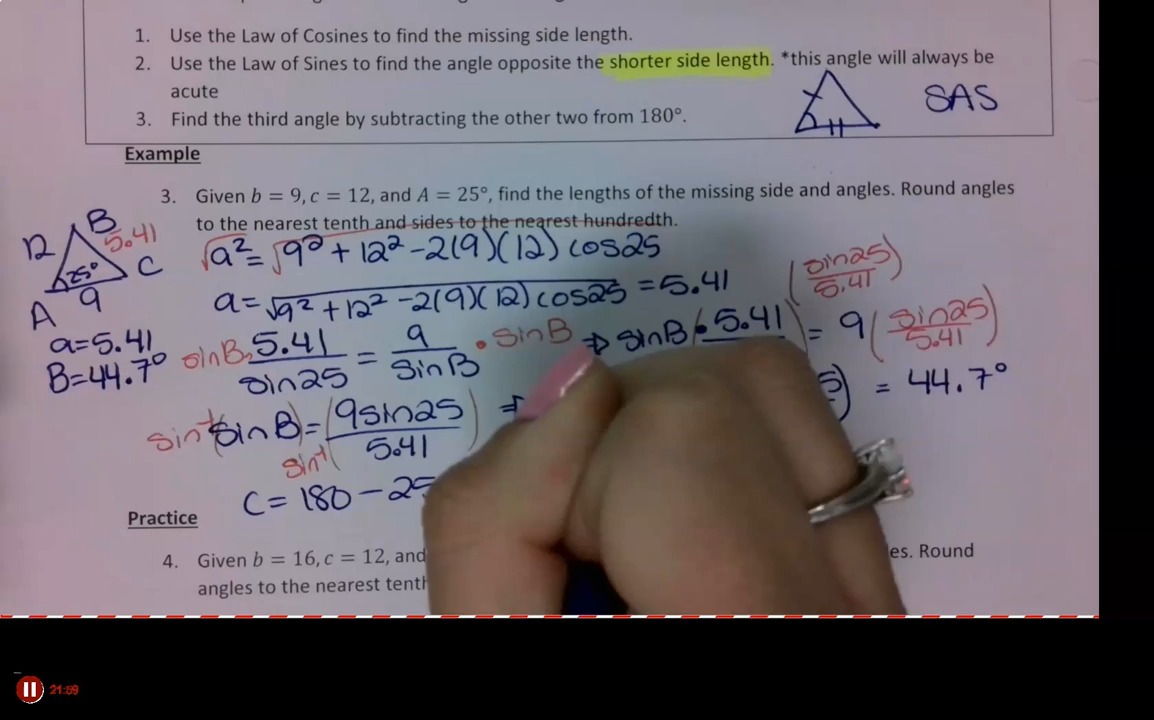 1. Use the Law of Cosines to find the missing side length.
2. Use the Law of Sines to find the angle opposite the shorter side length. *this angle will always be
acute
3. Find the third angle by subtracting the other two from 180°.
SAS
Example
3. Given b = 9, c = 12, and A = 25°, find the lengths of the missing side and angles. Round angles
to the nearest tenth and sides to the nearest hundredth.
12 B 5.41 C 25° 9 A
√a² = √9² + 12² - 2(9)(12) cos25
a = √9² + 12² - 2(9)(12) cos25 = 5.41
a = 5.41
B = 44.7°
sinB · 5.41/sin25 = 9/sinB · sinB ⇒ sinB (· 5.41) (sin25/5.41) = 9 (sin25/5.41)
sin⁻¹(sin B) = sin⁻¹(9sin25/5.41) ⇒ = 44.7°
C = 180 - 25
Practice
4. Given b = 16, c = 12, and es. Round
angles to the nearest tenth
21:59